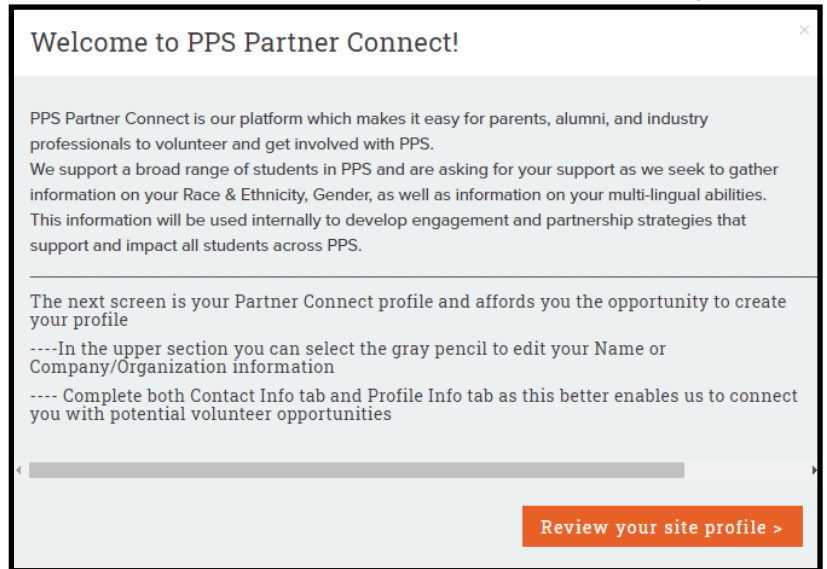 Welcome to PPS Partner Connect!
×
PPS Partner Connect is our platform which makes it easy for parents, alumni, and industry
professionals to volunteer and get involved with PPS.
We support a broad range of students in PPS and are asking for your support as we seek to gather
information on your Race & Ethnicity, Gender, as well as information on your multi-lingual abilities.
This information will be used internally to develop engagement and partnership strategies that
support and impact all students across PPS.
The next screen is your Partner Connect profile and affords you the opportunity to create
your profile
----In the upper section you can select the gray pencil to edit your Name or
Company/Organization information
---- Complete both Contact Info tab and Profile Info tab as this better enables us to connect
you with potential volunteer opportunities
Review your site profile >